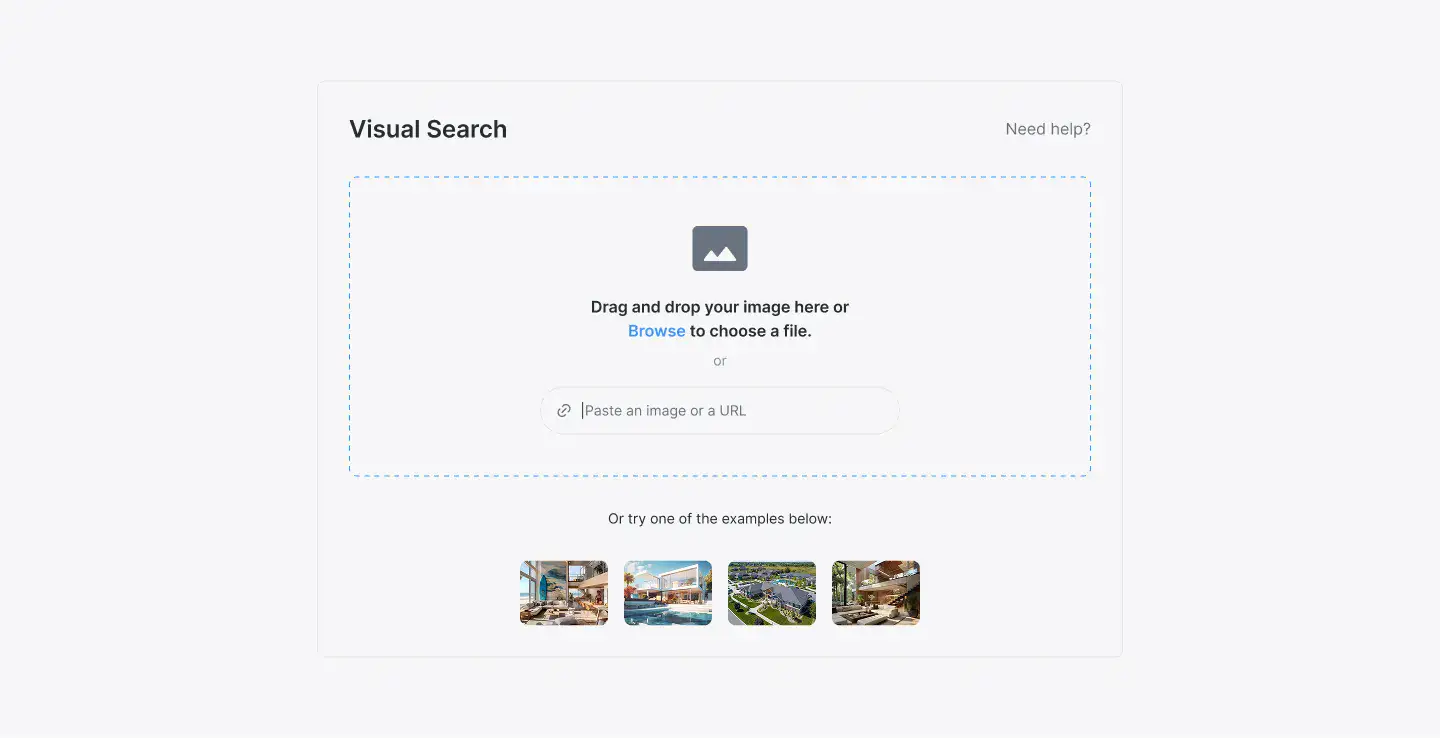 Visual Search
Need help?
Drag and drop your image here or
Browse to choose a file.
or
Paste an image or a URL
Or try one of the examples below: